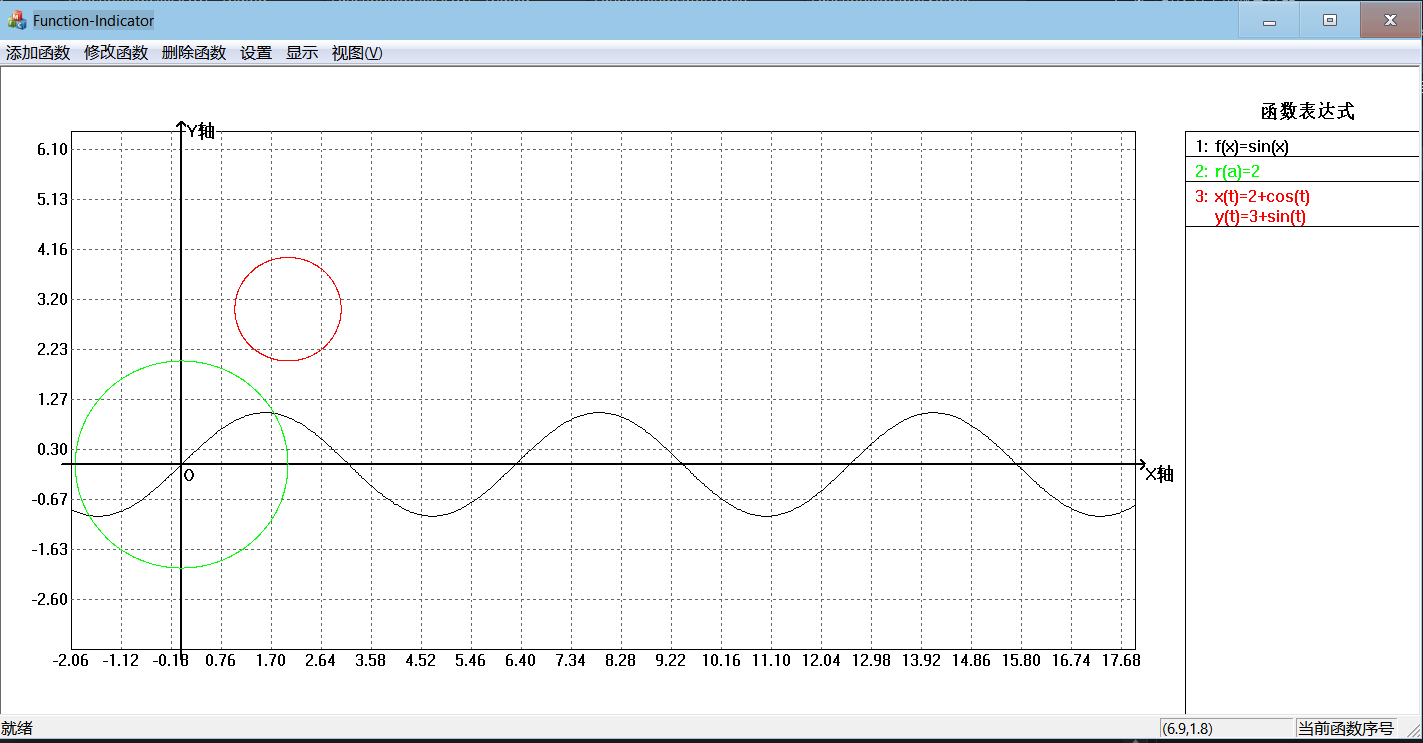 Function-Indicator
添加函数 修改函数 删除函数 设置 显示 视图(V)
函数表达式
Y轴
1: f(x)=sin(x)
6.10
2: r(a)=2
5.13
3: x(t)=2+cos(t)
y(t)=3+sin(t)
4.16
3.20
2.23
1.27
0.30
O
X轴
-0.67
-1.63
-2.60
-2.06 -1.12 -0.18 0.76 1.70 2.64 3.58 4.52 5.46 6.40 7.34 8.28 9.22 10.16 11.10 12.04 12.98 13.92 14.86 15.80 16.74 17.68
就绪 (6.9,1.8) 当前函数序号